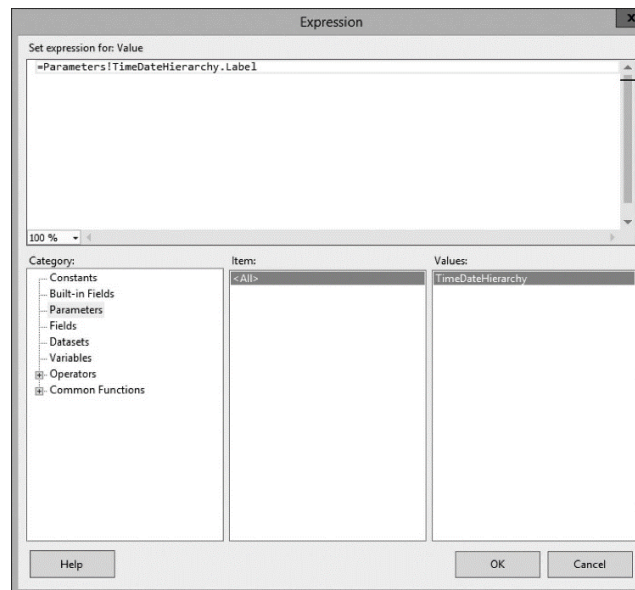 Expression
x
Set expression for: Value
=Parameters!TimeDateHierarchy.Label
100 %
Category:
Item:
Values:
Constants
<All>
TimeDateHierarchy
Built-in Fields
Parameters
Fields
Datasets
Variables
Operators
Common Functions
Help
OK
Cancel